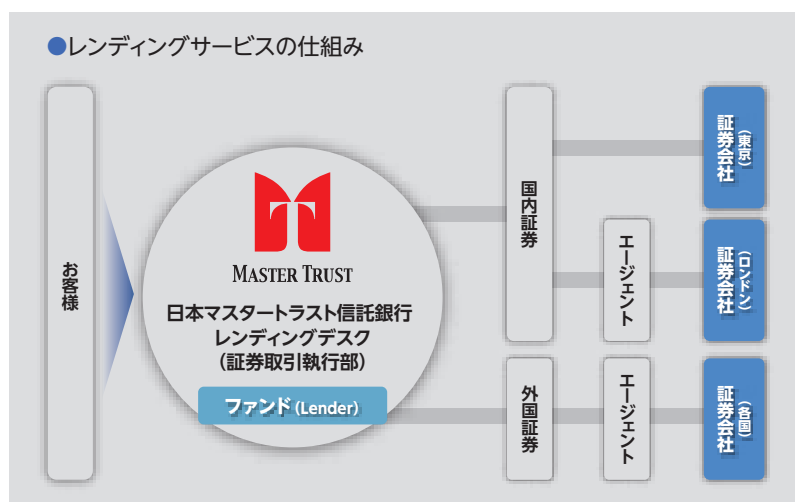 ●レンディングサービスの仕組み
お客様
MASTER TRUST
日本マスタートラスト信託銀行
レンディングデスク
（証券取引執行部）
ファンド (Lender)
国内証券
外国証券
エージェント
エージェント
証券会社
（東京）
証券会社
（ロンドン）
証券会社
（各国）